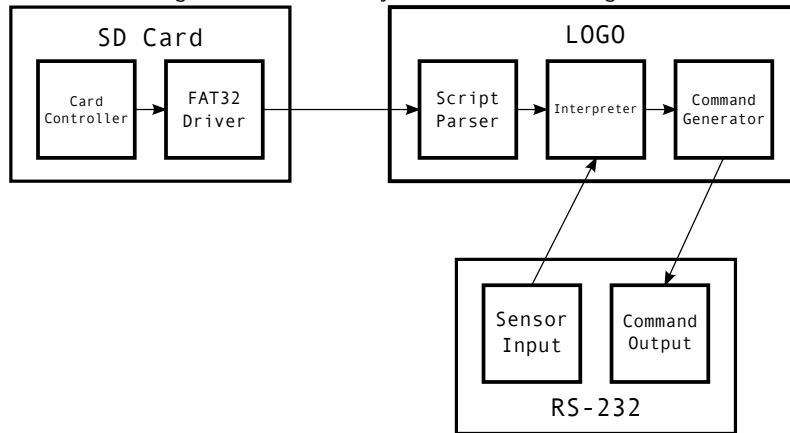 SD Card
Card
Controller
FAT32
Driver
LOGO
Script
Parser
Interpreter
Command
Generator
Sensor
Input
Command
Output
RS-232